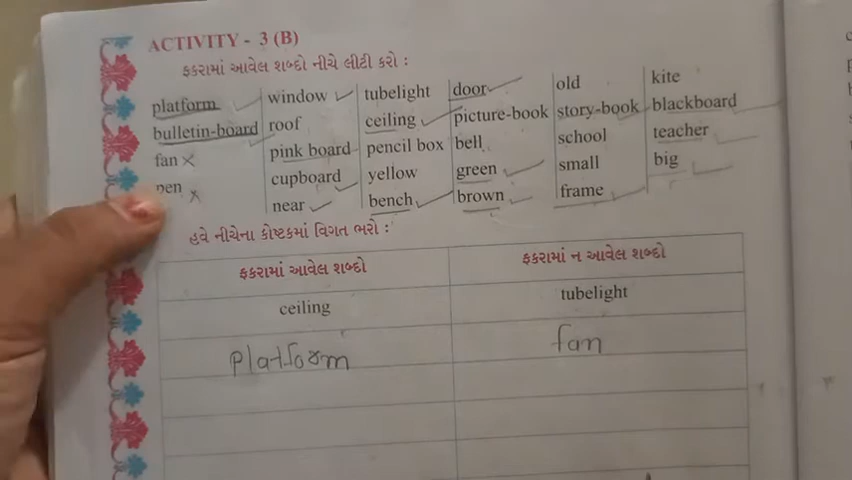 ACTIVITY - 3 (B)
ફકરામાં આવેલ શબ્દો નીચે લીટી કરો :
platform window tubelight door old kite
bulletin-board roof ceiling picture-book story-book blackboard
fan pink board pencil box bell school teacher
pen cupboard yellow green small big
near bench brown frame
હવે નીચેના કોષ્ટકમાં વિગત ભરો :
ફકરામાં આવેલ શબ્દો ફકરામાં ન આવેલ શબ્દો
ceiling tubelight
platform fan